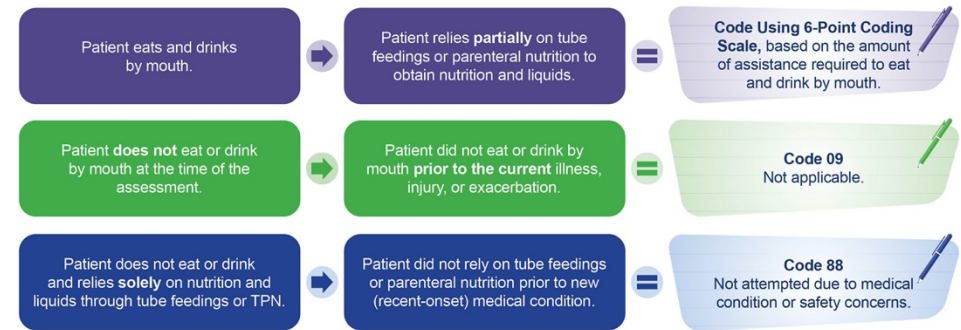 Patient eats and drinks
by mouth.
Patient relies partially on tube
feedings or parenteral nutrition to
obtain nutrition and liquids.
Code Using 6-Point Coding
Scale, based on the amount
of assistance required to eat
and drink by mouth.
Patient does not eat or drink
by mouth at the time of the
assessment.
Patient did not eat or drink by
mouth prior to the current illness,
injury, or exacerbation.
Code 09
Not applicable.
Patient does not eat or drink
and relies solely on nutrition and
liquids through tube feedings or TPN.
Patient did not rely on tube feedings
or parenteral nutrition prior to new
(recent-onset) medical condition.
Code 88
Not attempted due to medical
condition or safety concerns.